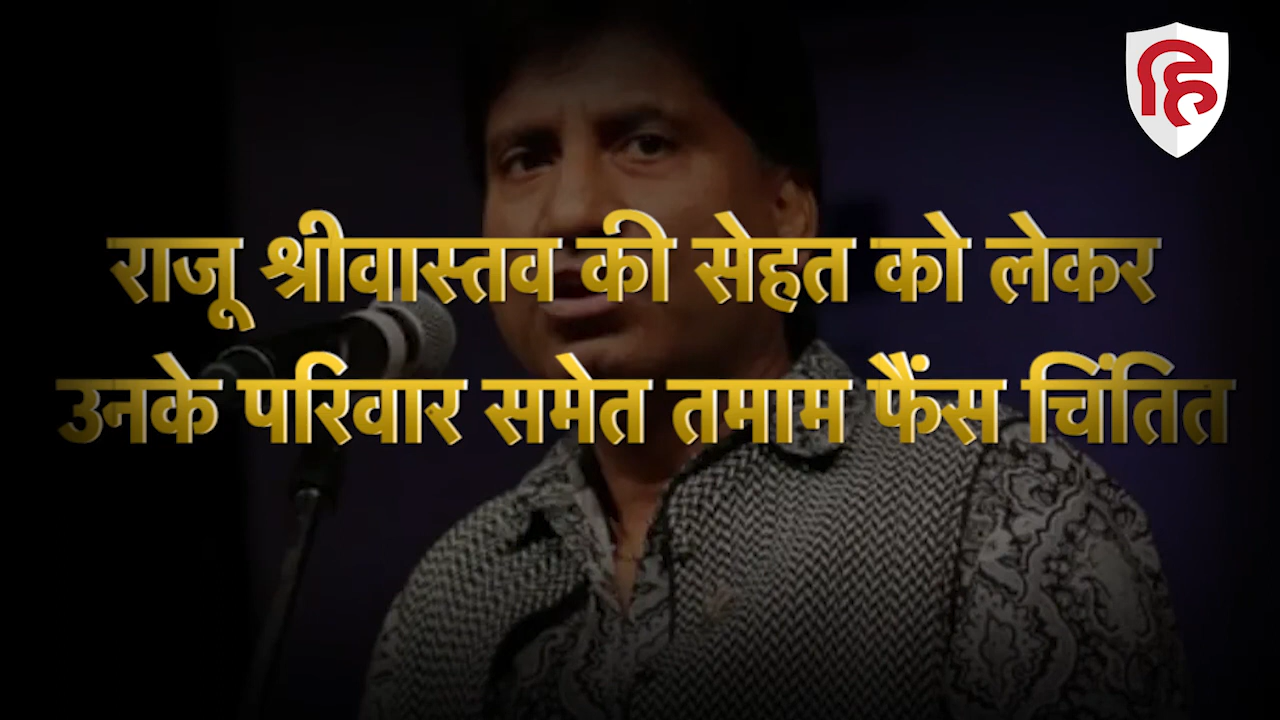 राजू श्रीवास्तव की सेहत को लेकर
उनके परिवार समेत तमाम फैंस चिंतित